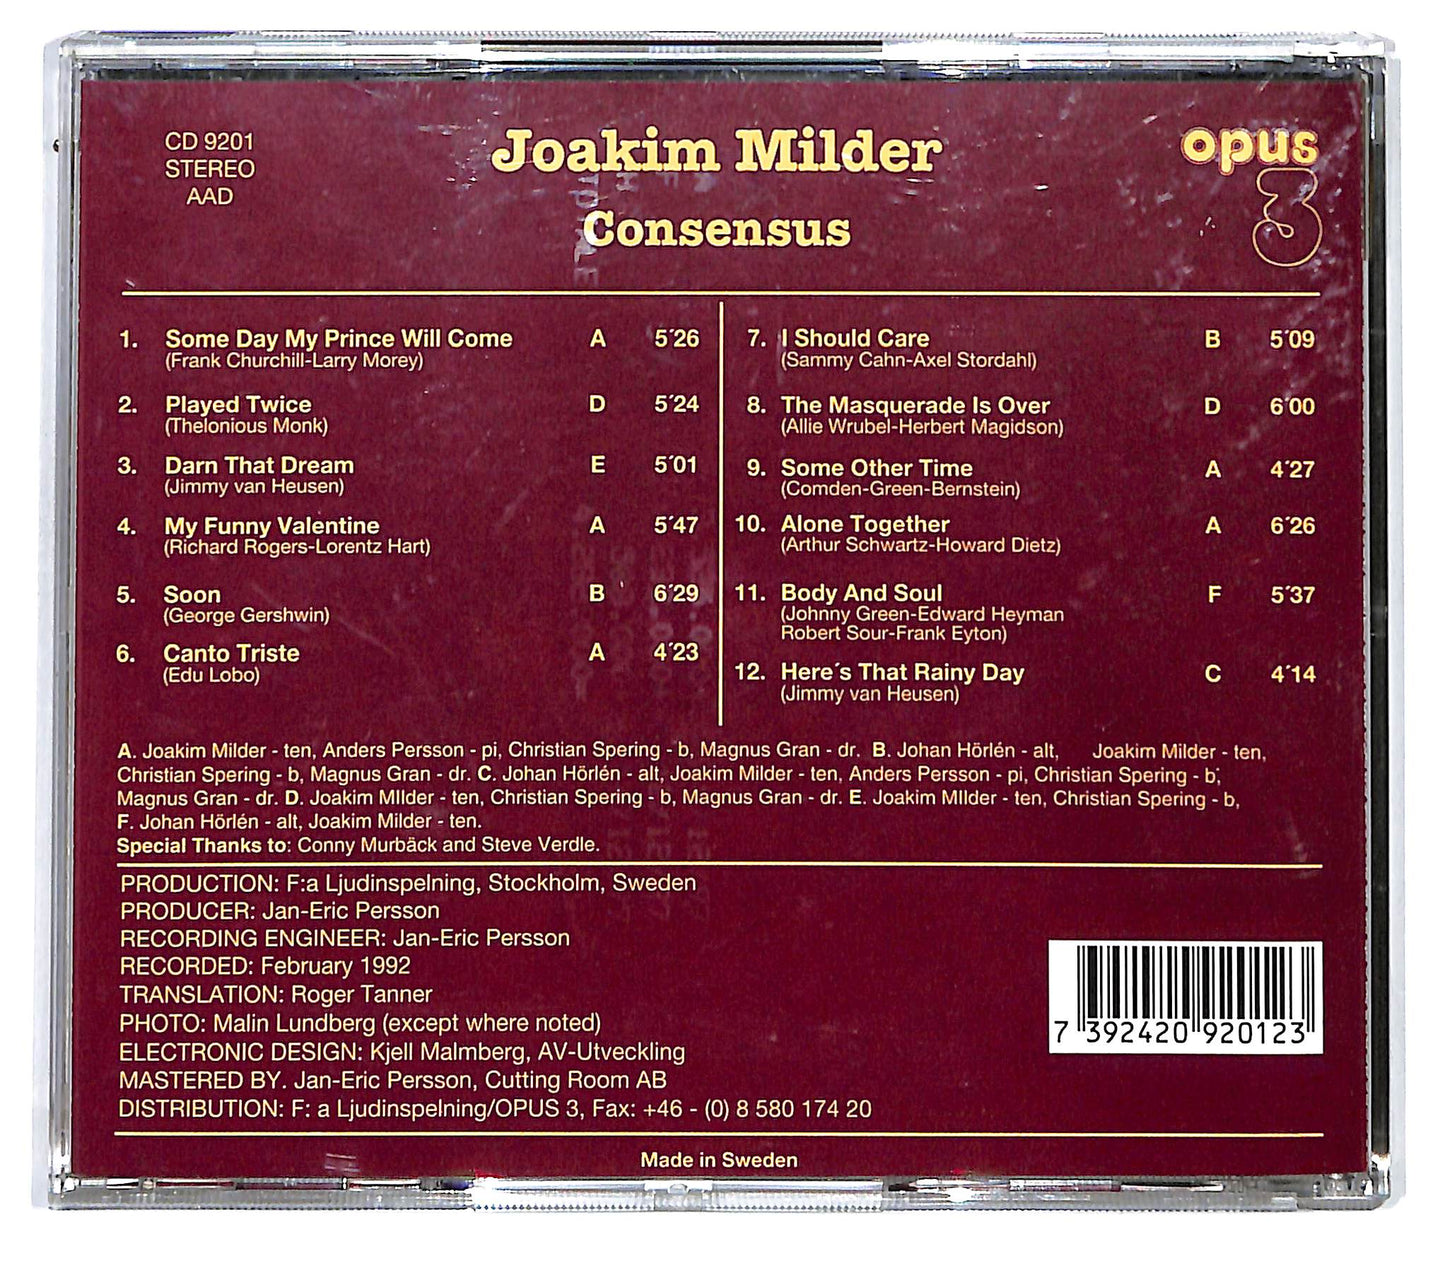 CD 9201
STEREO
AAD
Joakim Milder
Consensus
opus
3
1. Some Day My Prince Will Come A 5´26
(Frank Churchill-Larry Morey)
2. Played Twice D 5´24
(Thelonious Monk)
3. Darn That Dream E 5´01
(Jimmy van Heusen)
4. My Funny Valentine A 5´47
(Richard Rogers-Lorentz Hart)
5. Soon B 6´29
(George Gershwin)
6. Canto Triste A 4´23
(Edu Lobo)
7. I Should Care B 5´09
(Sammy Cahn-Axel Stordahl)
8. The Masquerade Is Over D 6´00
(Allie Wrubel-Herbert Magidson)
9. Some Other Time A 4´27
(Comden-Green-Bernstein)
10. Alone Together A 6´26
(Arthur Schwartz-Howard Dietz)
11. Body And Soul F 5´37
(Johnny Green-Edward Heyman
Robert Sour-Frank Eyton)
12. Here´s That Rainy Day C 4´14
(Jimmy van Heusen)
A. Joakim Milder - ten, Anders Persson - pi, Christian Spering - b, Magnus Gran - dr. B. Johan Hörlén - alt, Joakim Milder - ten,
Christian Spering - b, Magnus Gran - dr. C. Johan Hörlén - alt, Joakim Milder - ten, Anders Persson - pi, Christian Spering - b,
Magnus Gran - dr. D. Joakim MIlder - ten, Christian Spering - b, Magnus Gran - dr. E. Joakim MIlder - ten, Christian Spering - b,
F. Johan Hörlén - alt, Joakim Milder - ten.
Special Thanks to: Conny Murbäck and Steve Verdle.
PRODUCTION: F:a Ljudinspelning, Stockholm, Sweden
PRODUCER: Jan-Eric Persson
RECORDING ENGINEER: Jan-Eric Persson
RECORDED: February 1992
TRANSLATION: Roger Tanner
PHOTO: Malin Lundberg (except where noted)
ELECTRONIC DESIGN: Kjell Malmberg, AV-Utveckling
MASTERED BY. Jan-Eric Persson, Cutting Room AB
DISTRIBUTION: F: a Ljudinspelning/OPUS 3, Fax: +46 - (0) 8 580 174 20
7 392420 920123
Made in Sweden